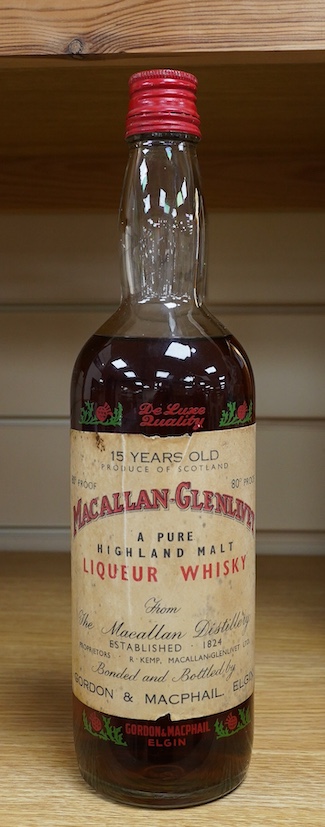 De Luxe
Quality
15 YEARS OLD
PRODUCE OF SCOTLAND
80° PROOF 80° PROOF
MACALLAN-GLENLIVET
A PURE
HIGHLAND MALT
LIQUEUR WHISKY
From
The Macallan Distillery
ESTABLISHED 1824
PROPRIETORS R. KEMP, MACALLAN-GLENLIVET LTD
Bonded and Bottled by
GORDON & MACPHAIL, ELGIN
GORDON & MACPHAIL
ELGIN